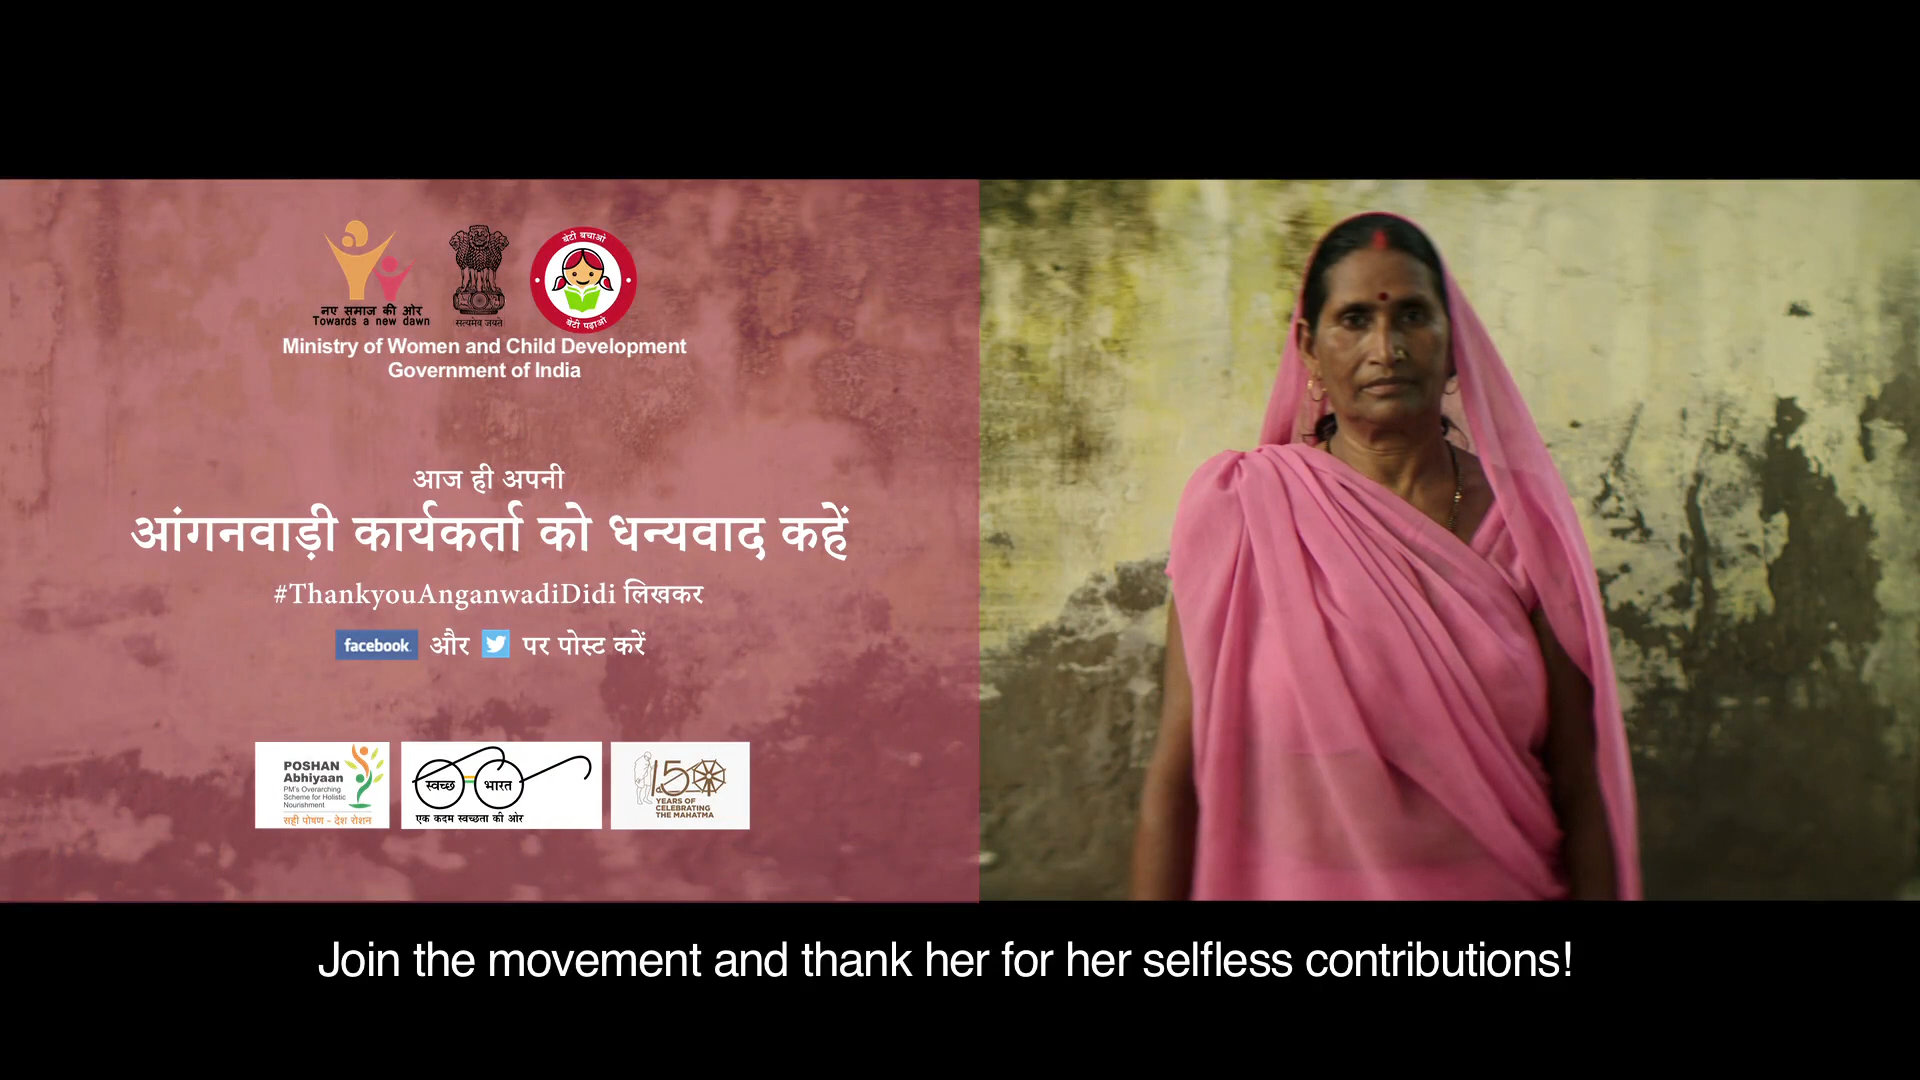 बेटी बचाओ
बेटी पढ़ाओ
नए समाज की ओर
Towards a new dawn
सत्यमेव जयते
Ministry of Women and Child Development
Government of India
आज ही अपनी
आंगनवाड़ी कार्यकर्ता को धन्यवाद कहें
#ThankyouAnganwadiDidi लिखकर
facebook और पर पोस्ट करें
POSHAN
Abhiyaan
PM's Overarching
Scheme for Holistic
Nourishment
सही पोषण - देश रोशन
स्वच्छ भारत
एक कदम स्वच्छता की ओर
150
YEARS OF
CELEBRATING
THE MAHATMA
Join the movement and thank her for her selfless contributions!